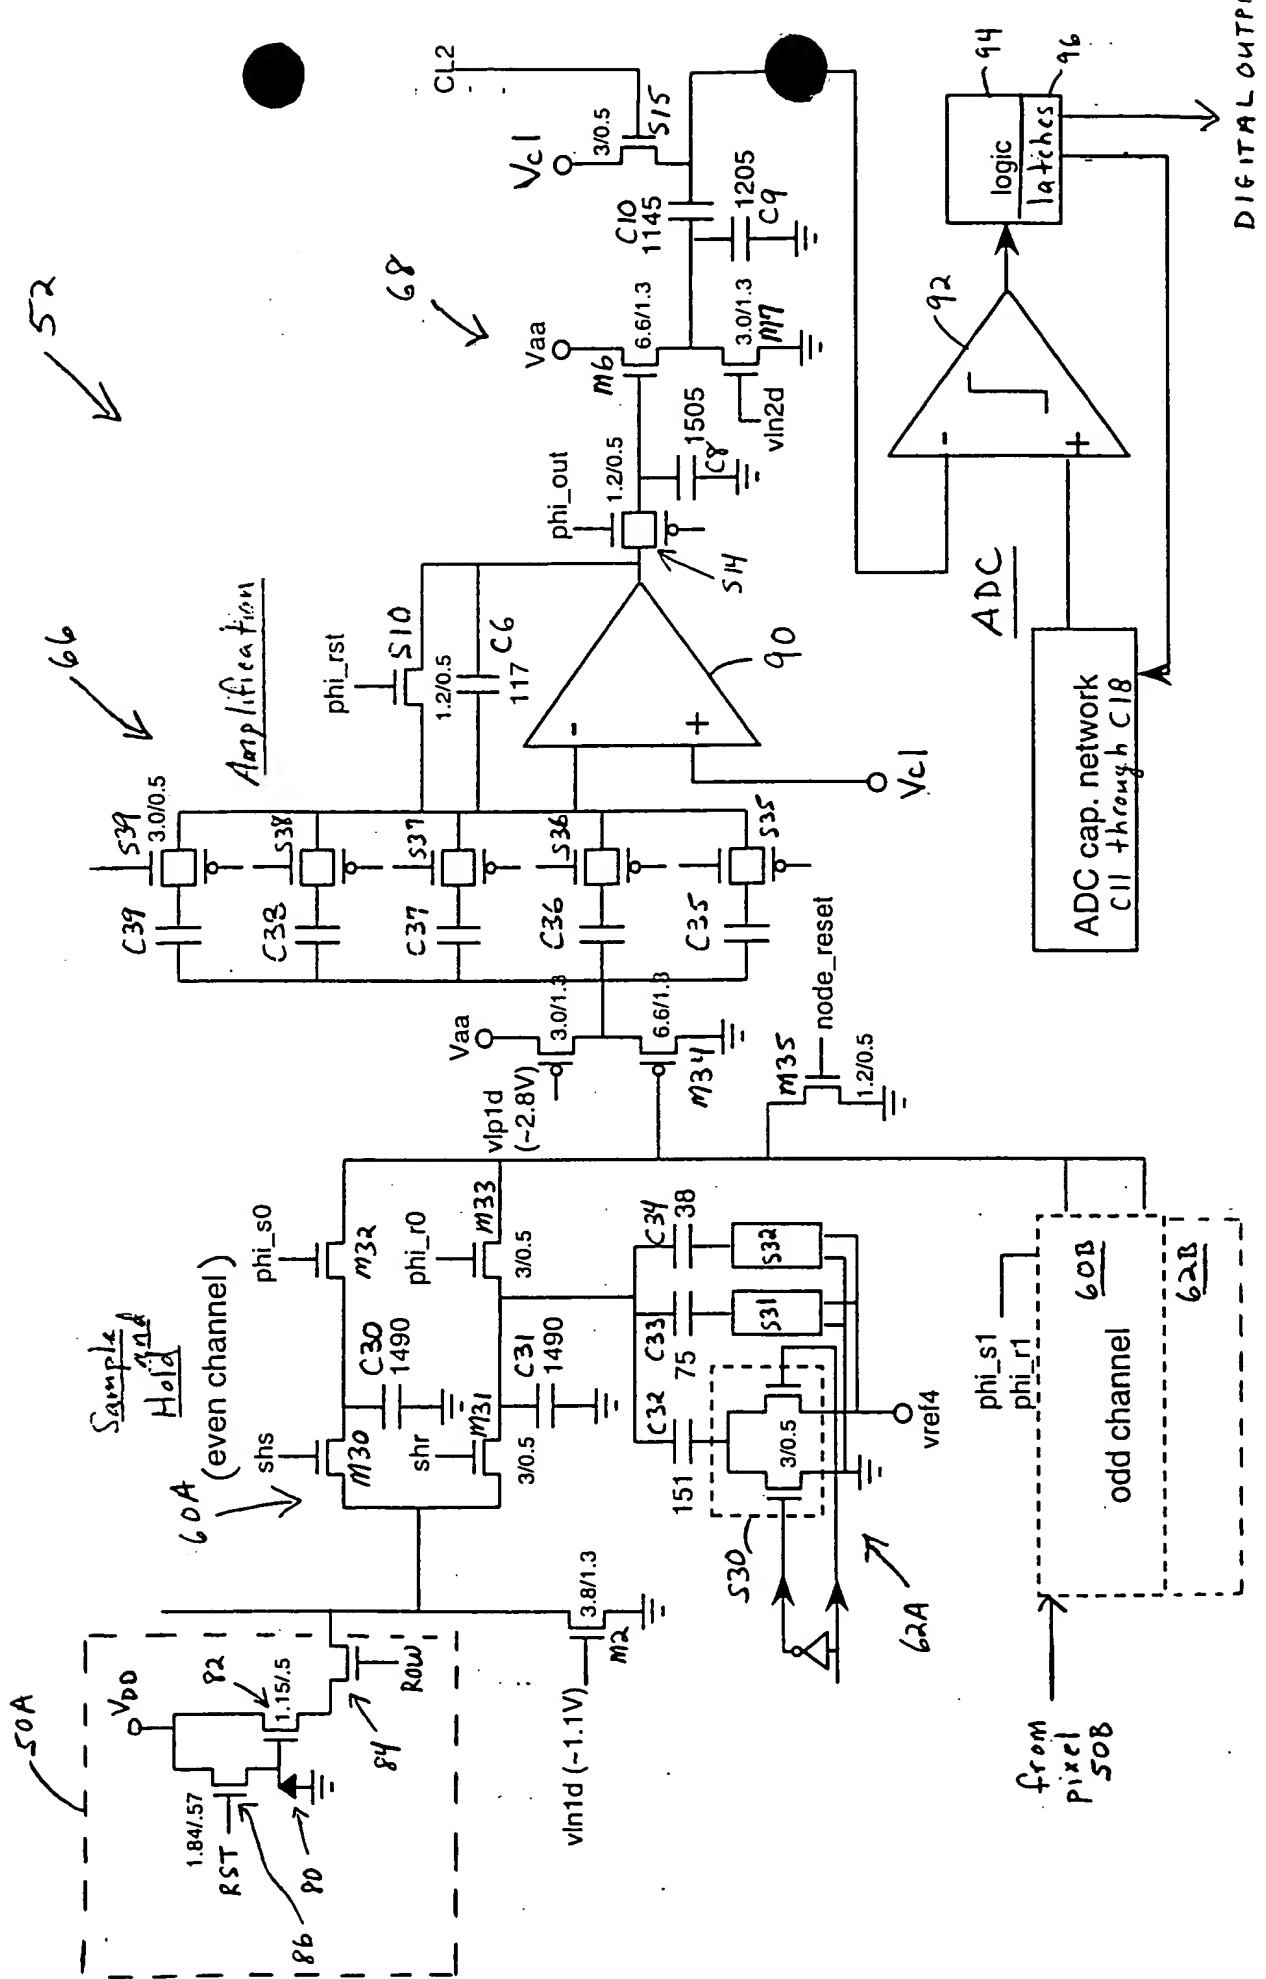 52
50A
VDD
82
1.15/.5
1.84/.57
RST
86
80
84
ROW
vln1d (~1.1V)
M2
3.8/1.3
Sample
and
Hold
60A
(even channel)
shs
M30
phi_s0
M32
C30
1490
shr
M31
3/0.5
phi_r0
M33
3/0.5
C31
1490
C32
151
C33
75
C34
38
S30
3/0.5
S31
S32
vref4
62A
from
pixel
50B
phi_s1
phi_r1
odd channel
60B
62B
vlp1d
(~2.8V)
Vaa
3.0/1.3
6.6/1.3
M34
M35
node_reset
1.2/0.5
66
Amplification
C39
S39
3.0/0.5
C38
S38
C37
S37
C36
S36
C35
S35
phi_rst
S10
1.2/0.5
C6
117
-
+
90
Vcl
phi_out
S14
1.2/0.5
C8
1505
68
Vaa
M6
6.6/1.3
3.0/1.3
M7
vln2d
C10
1145
1205
C9
Vcl
3/0.5
S15
CL2
ADC
ADC cap. network
C11 through C18
-
+
92
logic
latches
94
96
DIGITAL OUTP